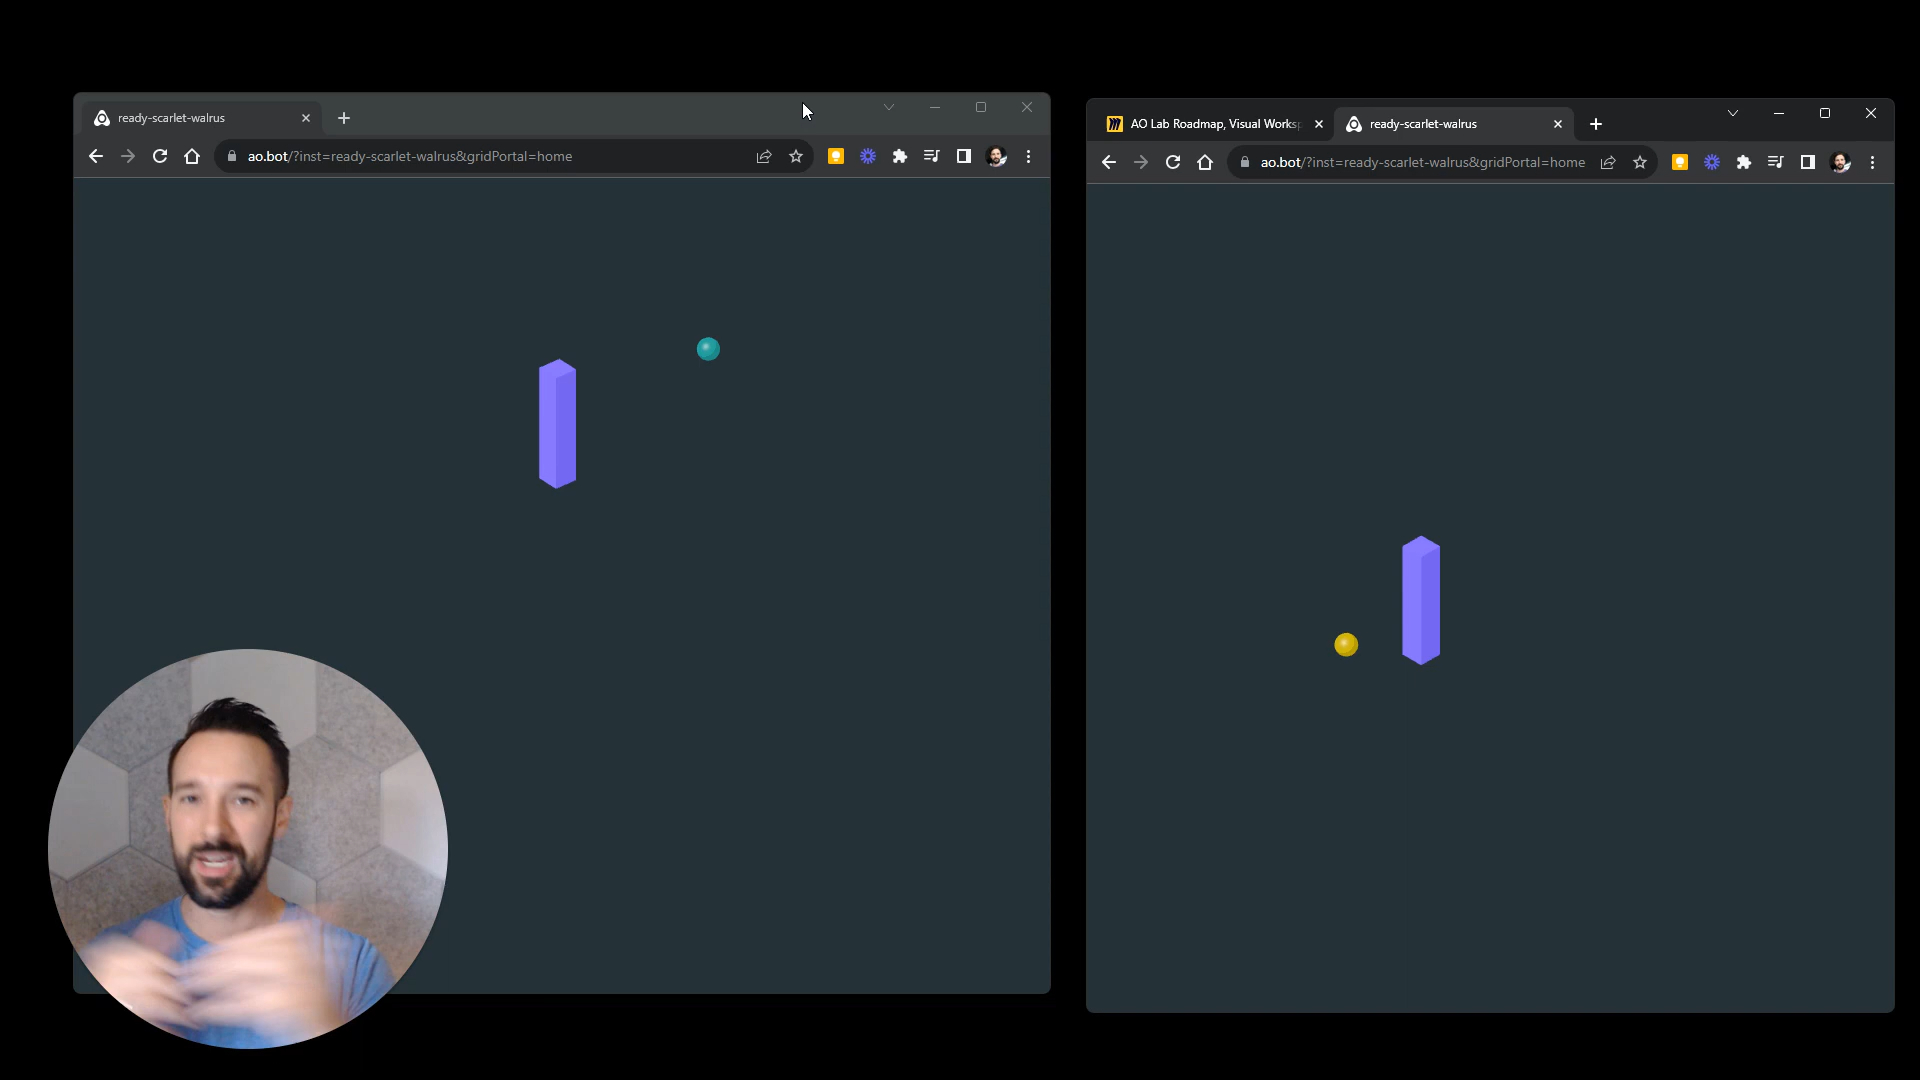 ready-scarlet-walrus
ao.bot/?inst=ready-scarlet-walrus&gridPortal=home
AO Lab Roadmap, Visual Worksp
ready-scarlet-walrus
ao.bot/?inst=ready-scarlet-walrus&gridPortal=home